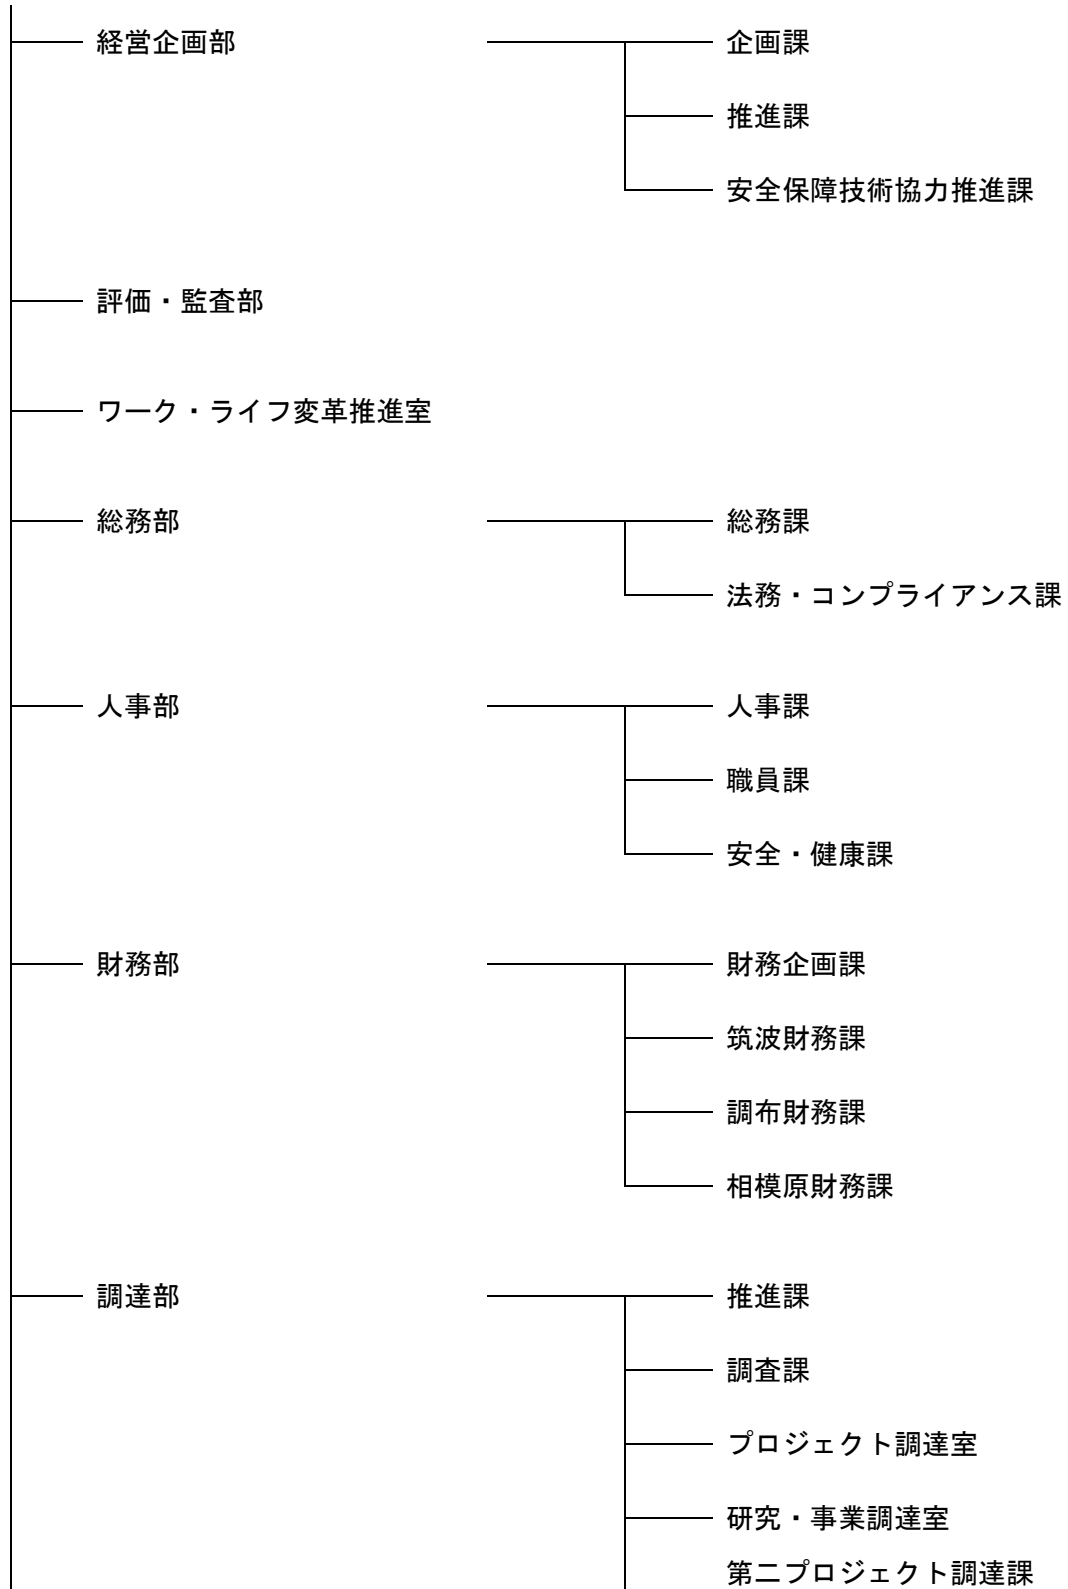 経営企画部　企画課
推進課
安全保障技術協力推進課
評価・監査部
ワーク・ライフ変革推進室
総務部　総務課
法務・コンプライアンス課
人事部　人事課
職員課
安全・健康課
財務部　財務企画課
筑波財務課
調布財務課
相模原財務課
調達部　推進課
調査課
プロジェクト調達室
研究・事業調達室
第二プロジェクト調達課